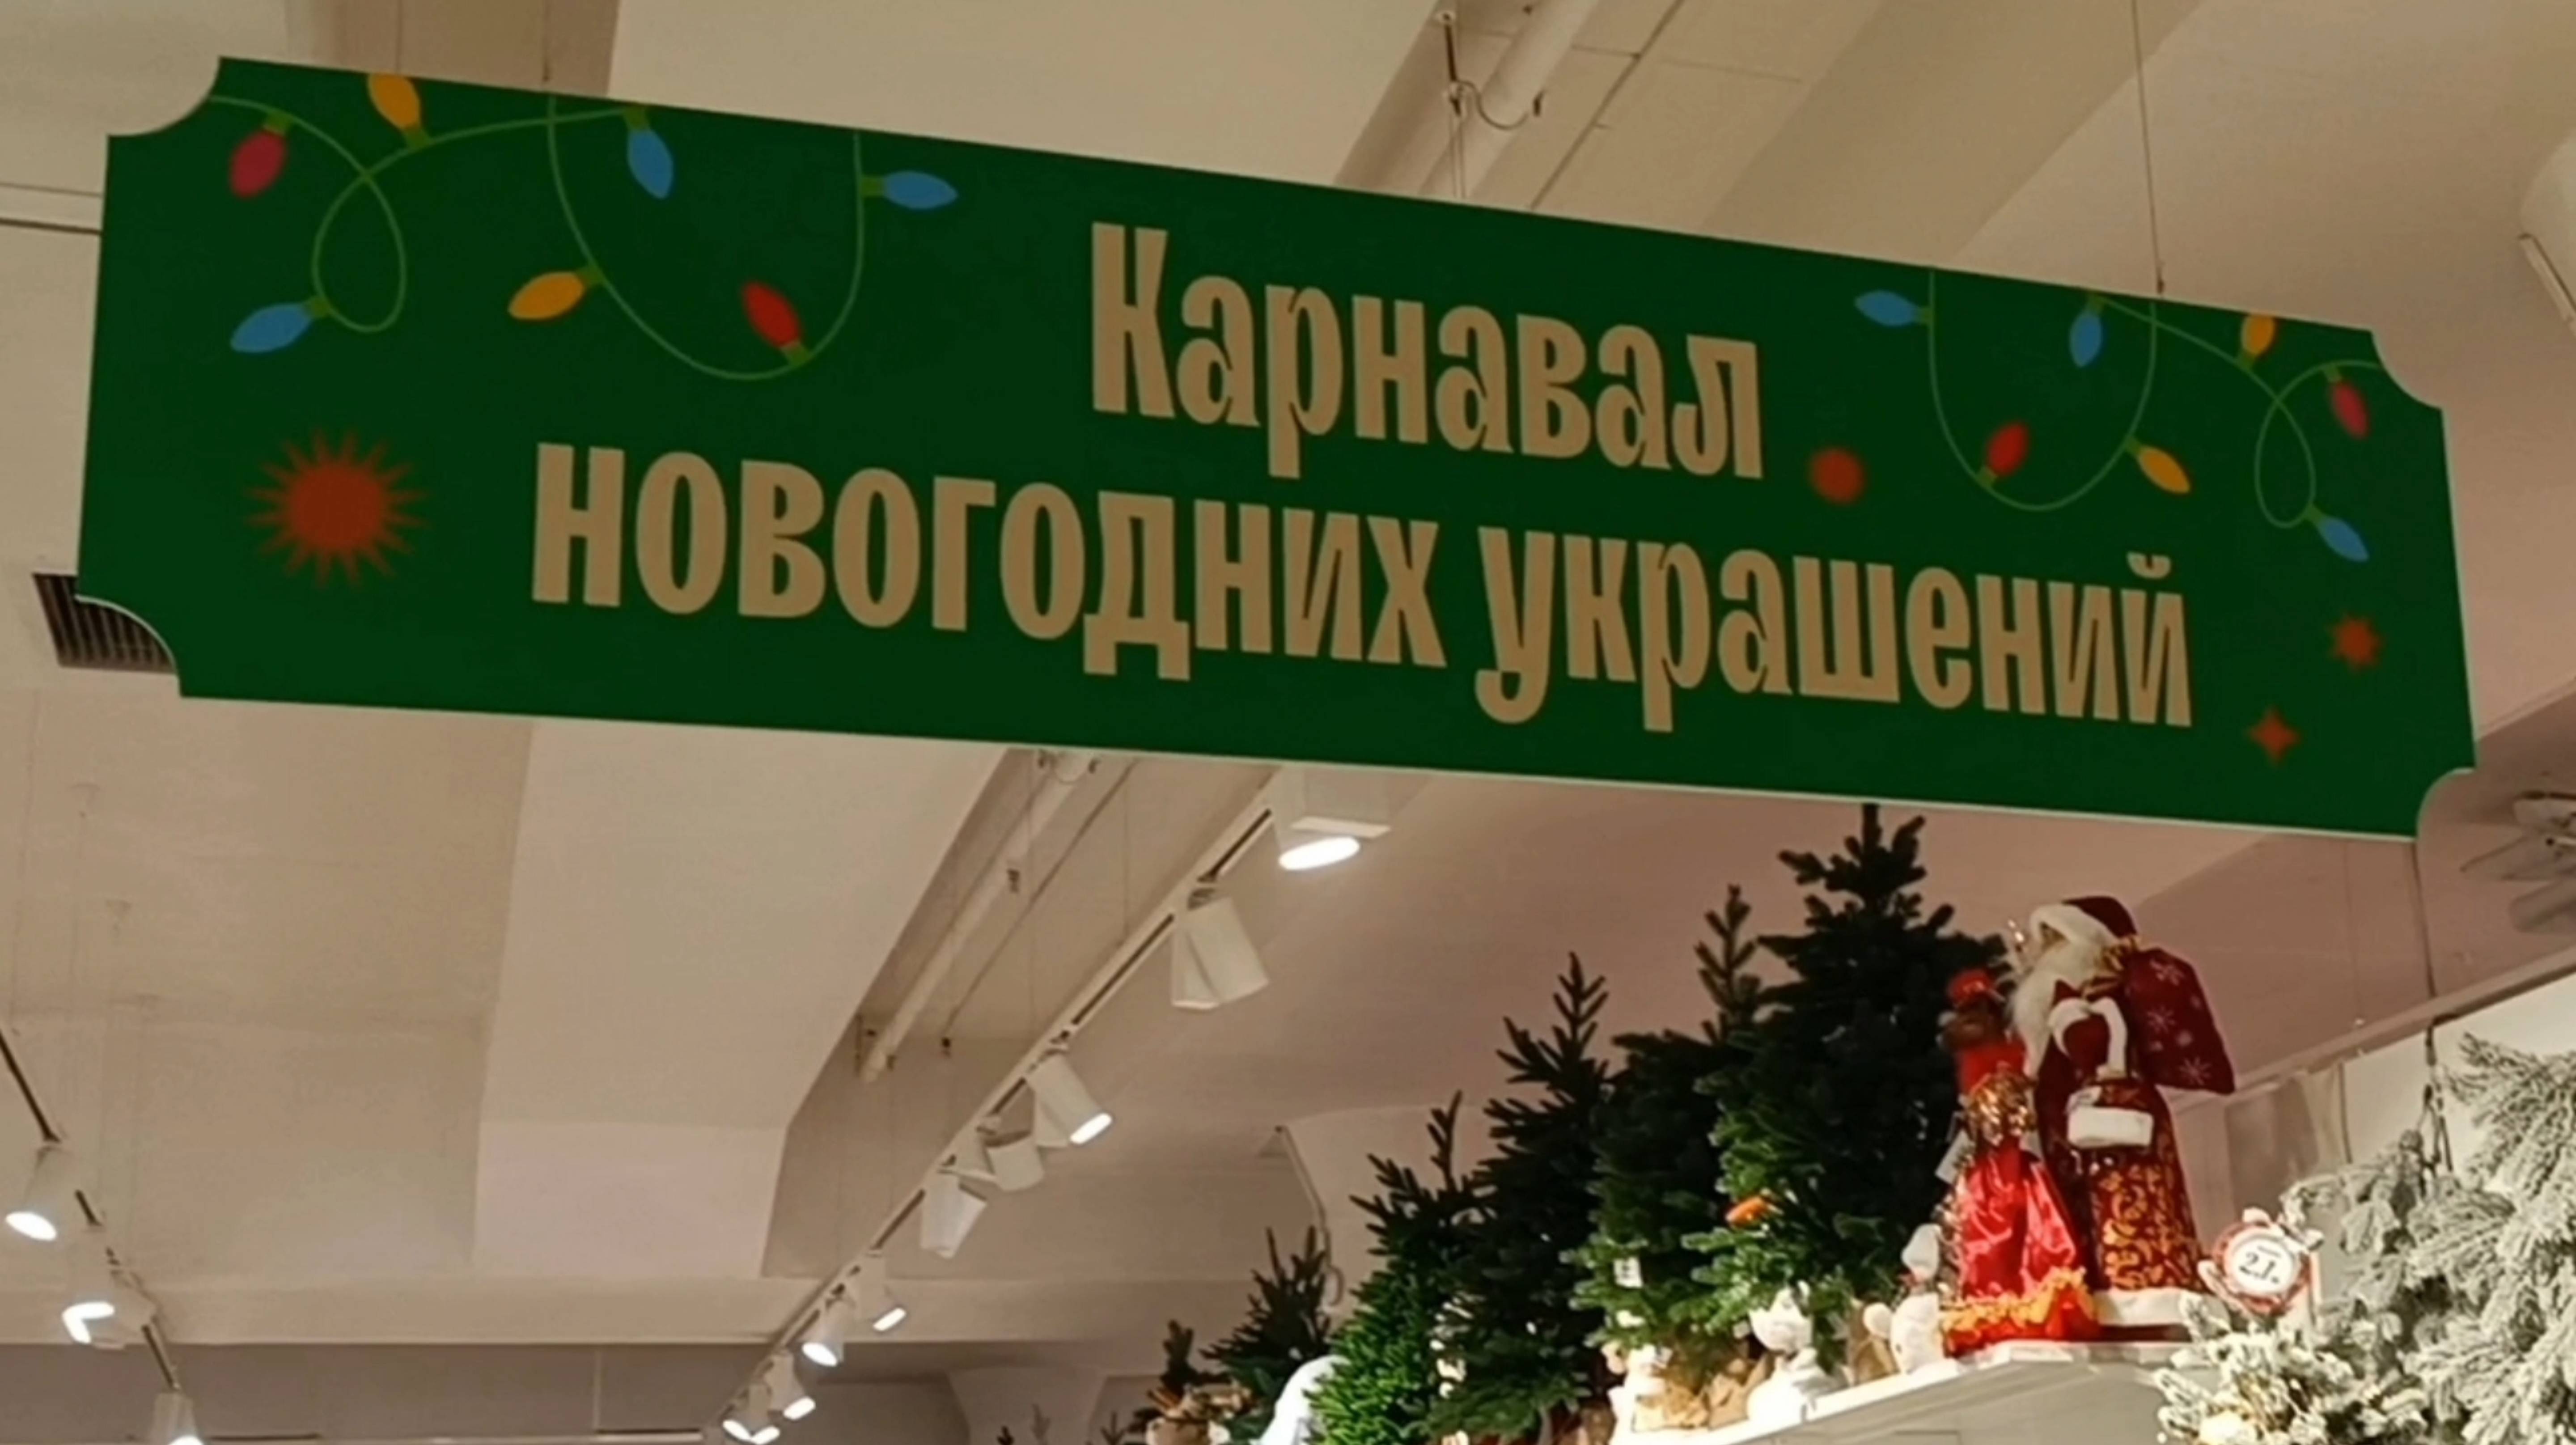 Карнавал
новогодних украшений